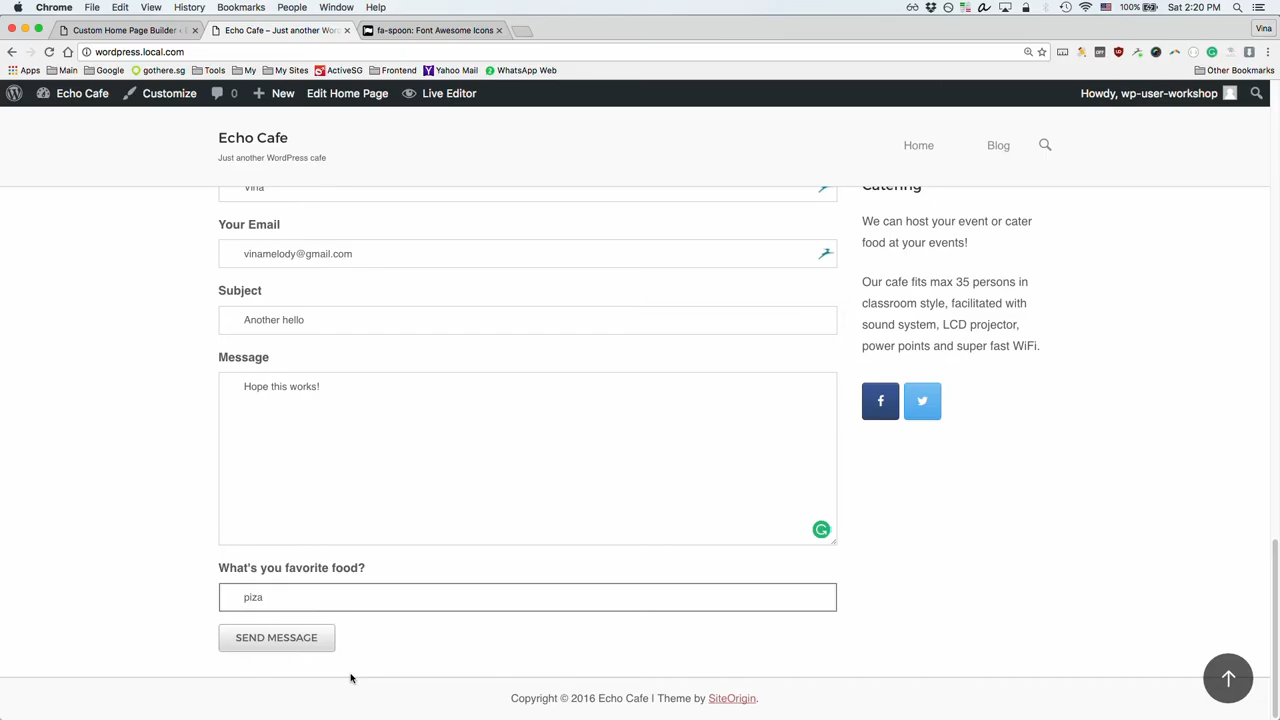 Chrome File Edit View History Bookmarks People Window Help 100% Sat 2:20 PM
Custom Home Page Builder ‹ E
Echo Cafe – Just another Wor
fa-spoon: Font Awesome Icons
Vina
wordpress.local.com
Apps Main Google gothere.sg Tools My My Sites ActiveSG Frontend Yahoo Mail WhatsApp Web Other Bookmarks
Echo Cafe Customize 0 New Edit Home Page Live Editor Howdy, wp-user-workshop
Echo Cafe
Just another WordPress cafe
Home Blog
Vina
Your Email
vinamelody@gmail.com
Subject
Another hello
Message
Hope this works!
What's you favorite food?
piza
SEND MESSAGE
Catering
We can host your event or cater
food at your events!
Our cafe fits max 35 persons in
classroom style, facilitated with
sound system, LCD projector,
power points and super fast WiFi.
Copyright © 2016 Echo Cafe | Theme by SiteOrigin.